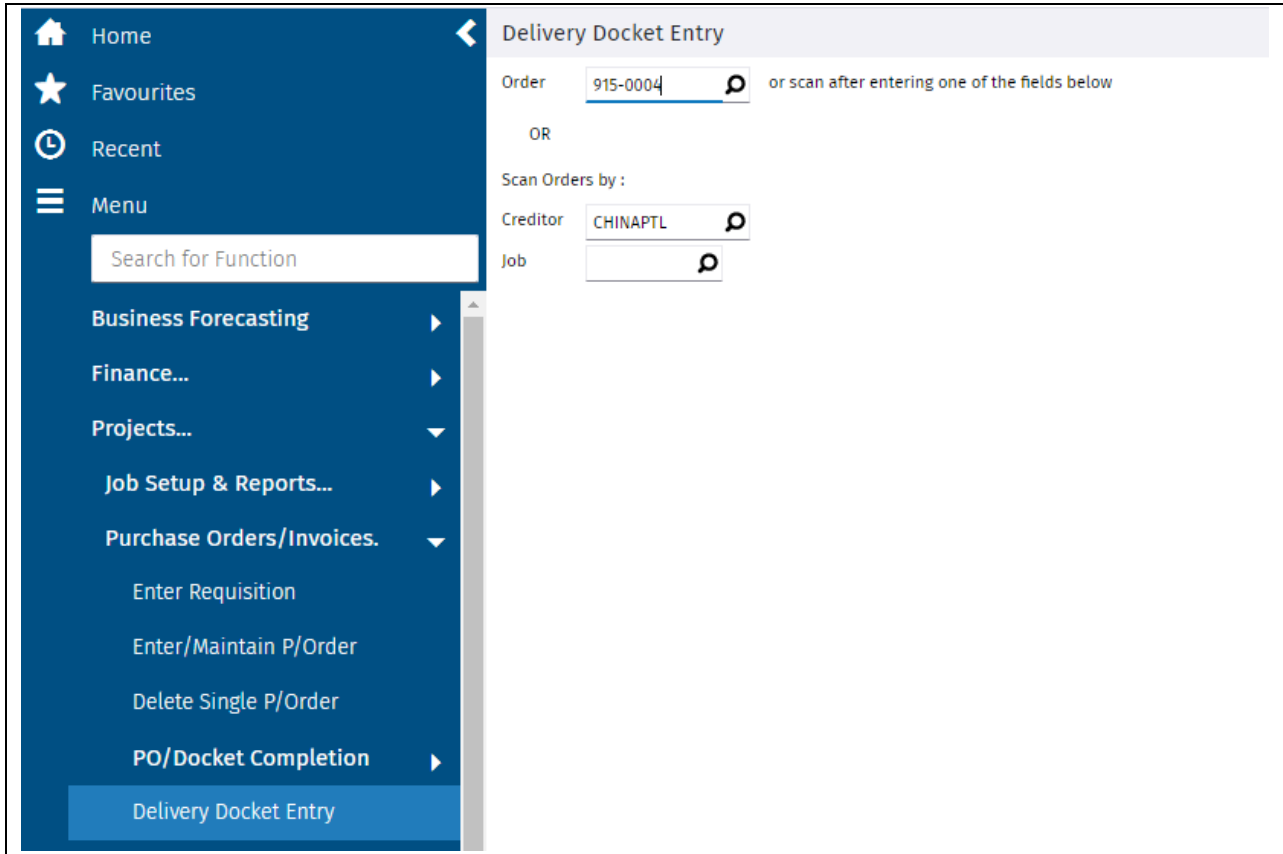 Home
Favourites
Recent
Menu
Search for Function
Business Forecasting
Finance...
Projects...
Job Setup & Reports...
Purchase Orders/Invoices.
Enter Requisition
Enter/Maintain P/Order
Delete Single P/Order
PO/Docket Completion
Delivery Docket Entry
Delivery Docket Entry
Order 915-0004 or scan after entering one of the fields below
OR
Scan Orders by :
Creditor CHINAPTL
Job